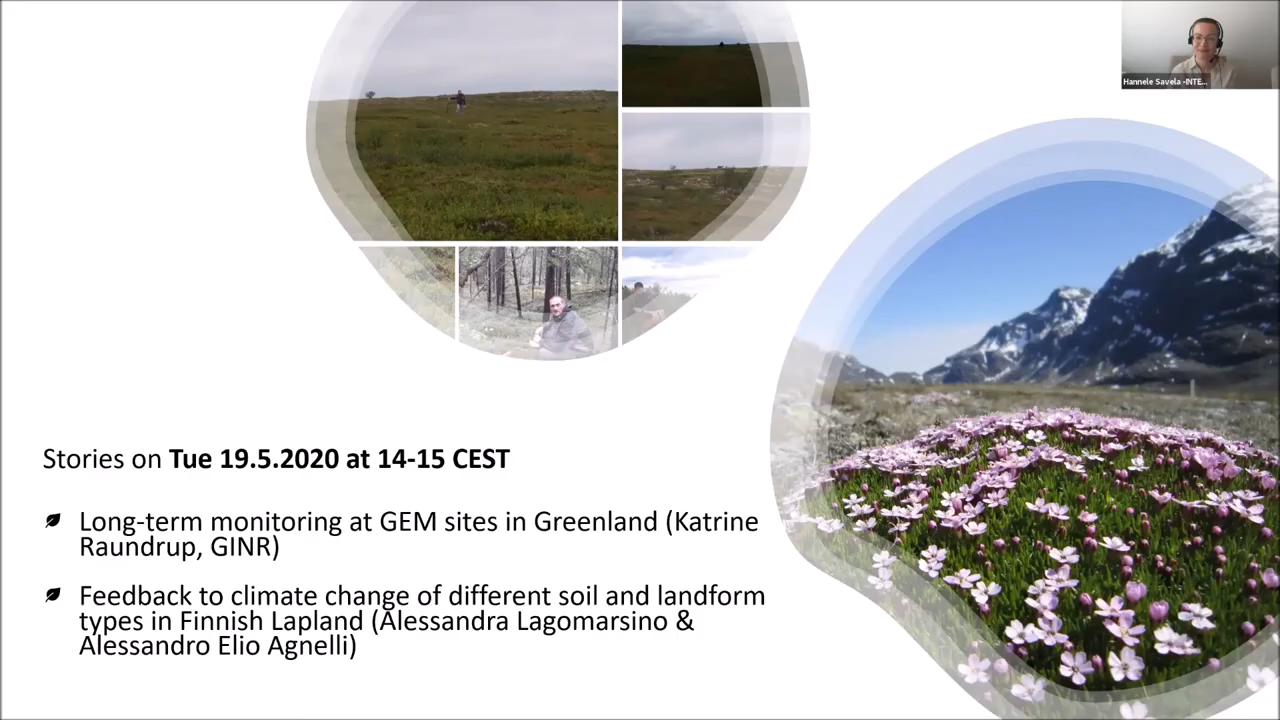 Hannele Savela -INTE...
Stories on Tue 19.5.2020 at 14-15 CEST
Long-term monitoring at GEM sites in Greenland (Katrine
Raundrup, GINR)
Feedback to climate change of different soil and landform
types in Finnish Lapland (Alessandra Lagomarsino &
Alessandro Elio Agnelli)